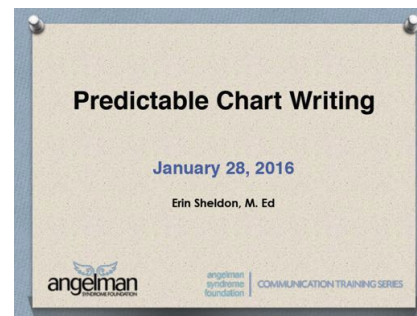 Predictable Chart Writing
January 28, 2016
Erin Sheldon, M. Ed
angelman
SYNDROME FOUNDATION
angelman
syndrome
foundation
COMMUNICATION TRAINING SERIES